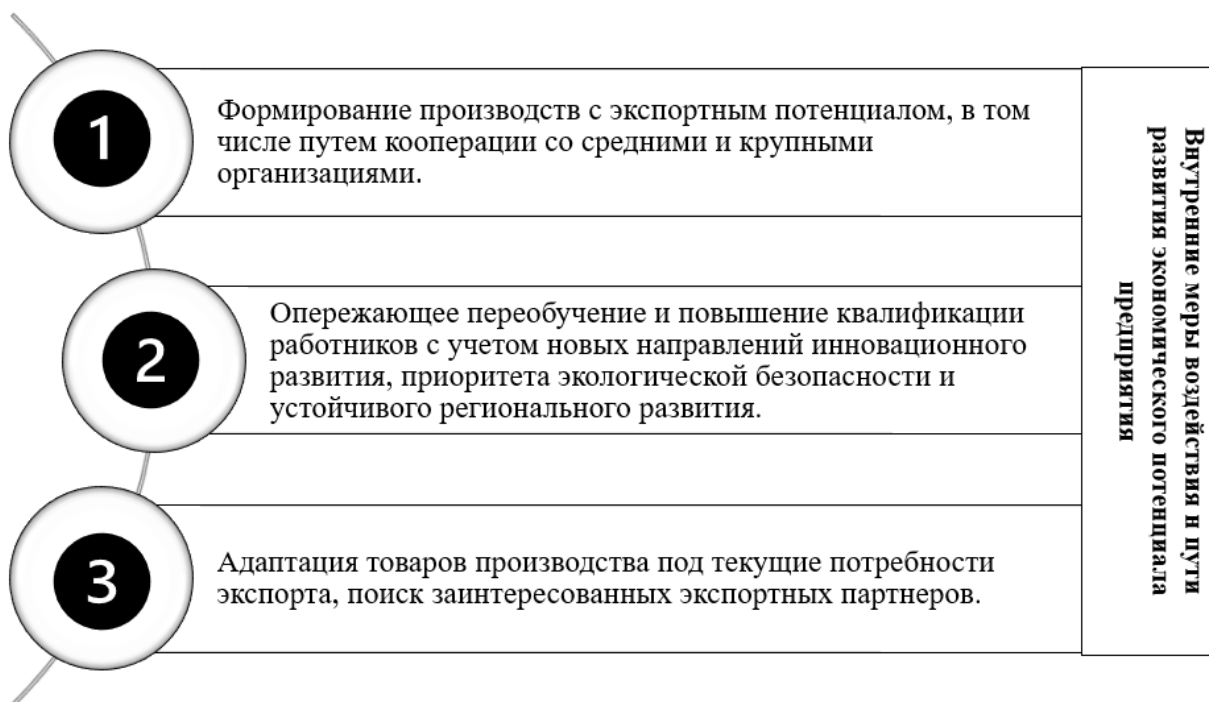 1
Формирование производств с экспортным потенциалом, в том
числе путем кооперации со средними и крупными
организациями.
2
Опережающее переобучение и повышение квалификации
работников с учетом новых направлений инновационного
развития, приоритета экологической безопасности и
устойчивого регионального развития.
3
Адаптация товаров производства под текущие потребности
экспорта, поиск заинтересованных экспортных партнеров.
Внутренние меры воздействия и пути
развития экономического потенциала
предприятия